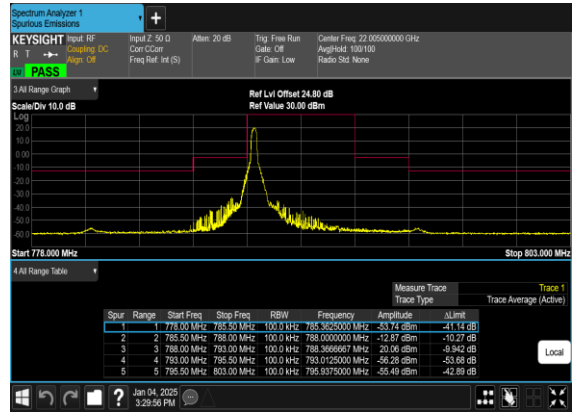 Spectrum Analyzer 1
Spurious Emissions
KEYSIGHT Input: RF Input Z: 50 Ω Atten: 20 dB Trig: Free Run Center Freq: 22.005000000 GHz
R T Coupling: DC Corr CCorr Gate: Off Avg|Hold: 100/100
Align: Off Freq Ref: Int (S) IF Gain: Low Radio Std: None
PASS
3 All Range Graph
Ref Lvl Offset 24.80 dB
Scale/Div 10.0 dB Ref Value 30.00 dBm
Log
20.0
10.0
0.00
-10.0
-20.0
-30.0
-40.0
-50.0
-60.0
Start 778.000 MHz Stop 803.000 MHz
4 All Range Table
Measure Trace Trace 1
Trace Type Trace Average (Active)
Spur Range Start Freq Stop Freq RBW Frequency Amplitude ΔLimit
1 1 778.00 MHz 785.50 MHz 100.0 kHz 785.3625000 MHz -53.74 dBm -41.14 dB
2 2 785.50 MHz 788.00 MHz 100.0 kHz 788.0000000 MHz -12.87 dBm -10.27 dB
3 3 788.00 MHz 793.00 MHz 100.0 kHz 788.3666667 MHz 20.06 dBm -9.942 dB
4 4 793.00 MHz 795.50 MHz 100.0 kHz 793.0125000 MHz -56.28 dBm -53.68 dB
5 5 795.50 MHz 803.00 MHz 100.0 kHz 795.9375000 MHz -55.49 dBm -42.89 dB
Local
Jan 04, 2025
3:29:56 PM